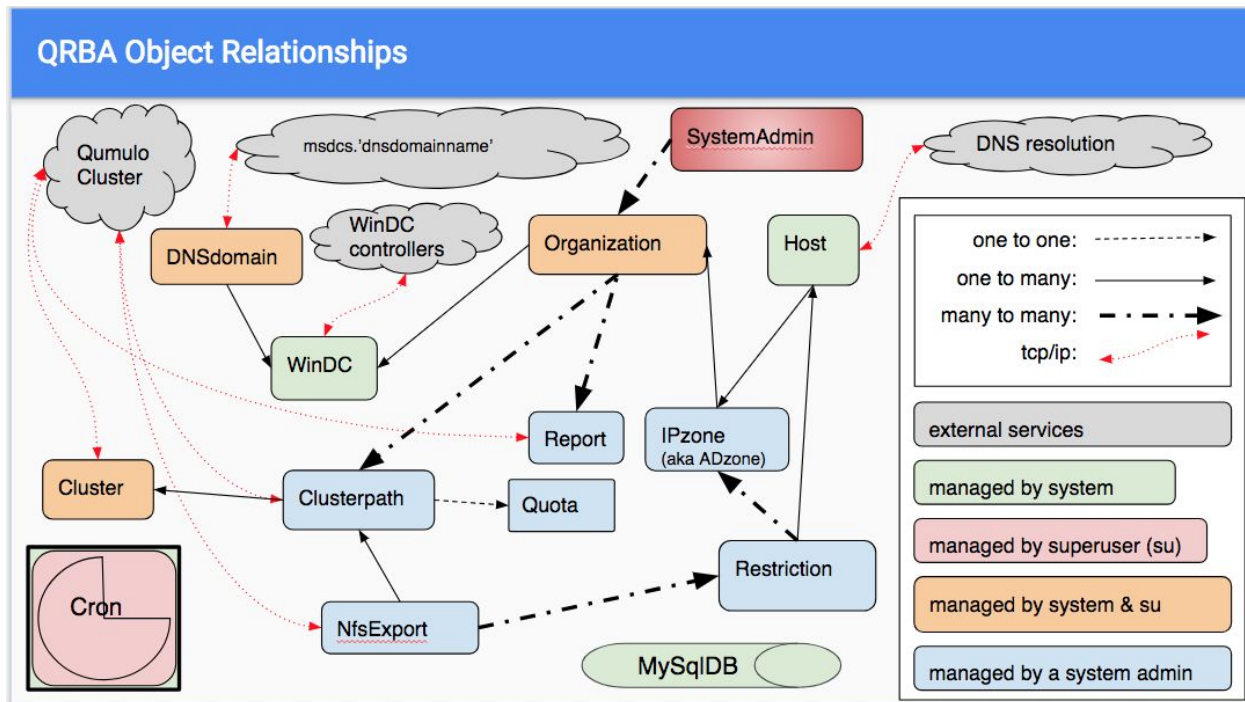 QRBA Object Relationships
Qumulo
Cluster
msdcs.'dnsdomainname'
SystemAdmin
DNS resolution
DNSdomain
WinDC
controllers
Organization
Host
one to one:
one to many:
many to many:
tcp/ip:
WinDC
Report
IPzone
(aka ADzone)
external services
Cluster
Clusterpath
Quota
managed by system
managed by superuser (su)
Cron
Restriction
managed by system & su
NfsExport
MySqlDB
managed by a system admin